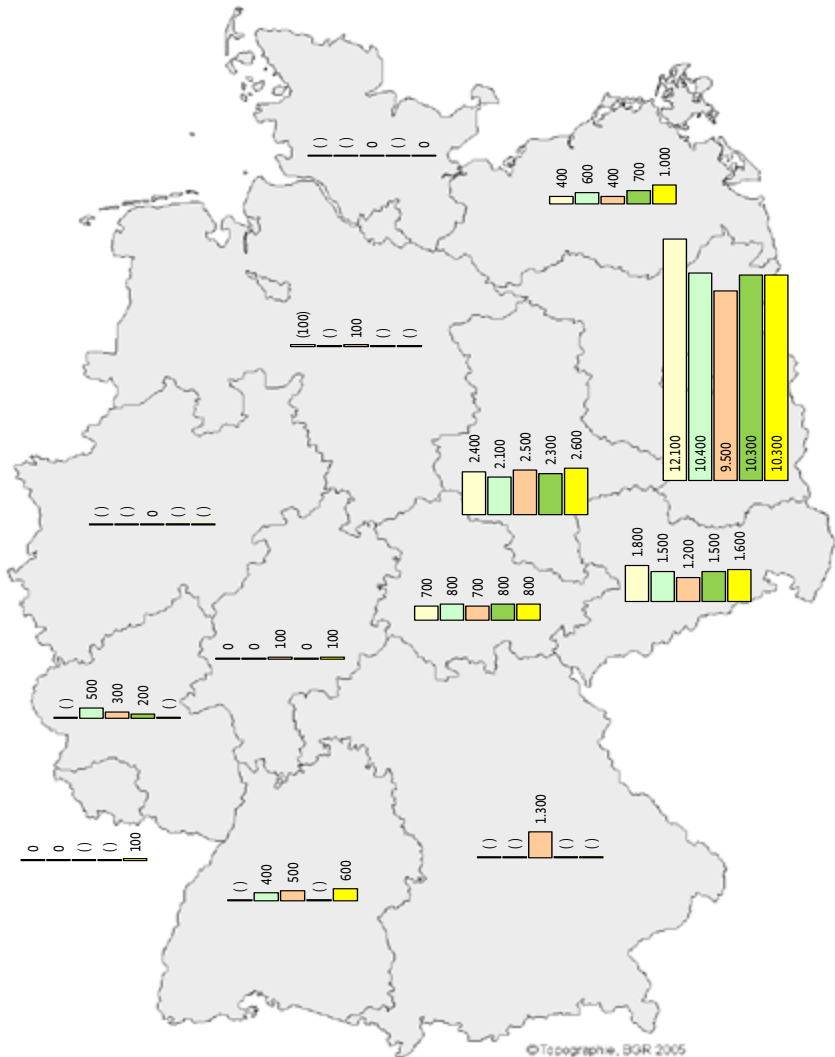 ( ) ( ) 0 ( ) 0
400 600 400 700 1.000
(100) ( ) 100 ( ) ( )
12.100 10.400 9.500 10.300 10.300
2.400 2.100 2.500 2.300 2.600
( ) ( ) 0 ( ) ( )
1.800 1.500 1.200 1.500 1.600
700 800 700 800 800
0 0 100 0 100
( ) 500 300 200 ( )
0 0 ( ) ( ) 100
( ) ( ) 1.300 ( ) ( )
( ) 400 500 ( ) 600
©Topographie, BGR 2005